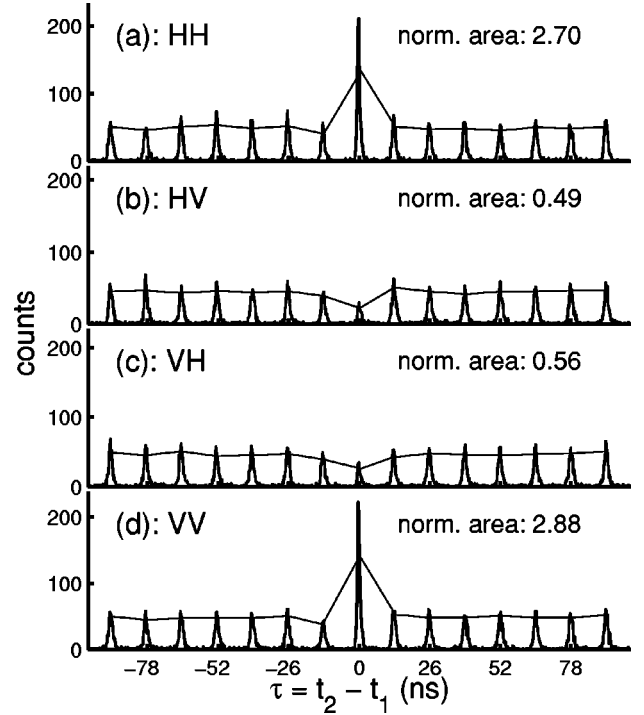 200
(a): HH
norm. area: 2.70
100
0
200
(b): HV
norm. area: 0.49
100
0
200
(c): VH
norm. area: 0.56
100
0
200
(d): VV
norm. area: 2.88
100
0
counts
−78 −52 −26 0 26 52 78
τ = t₂ − t₁ (ns)